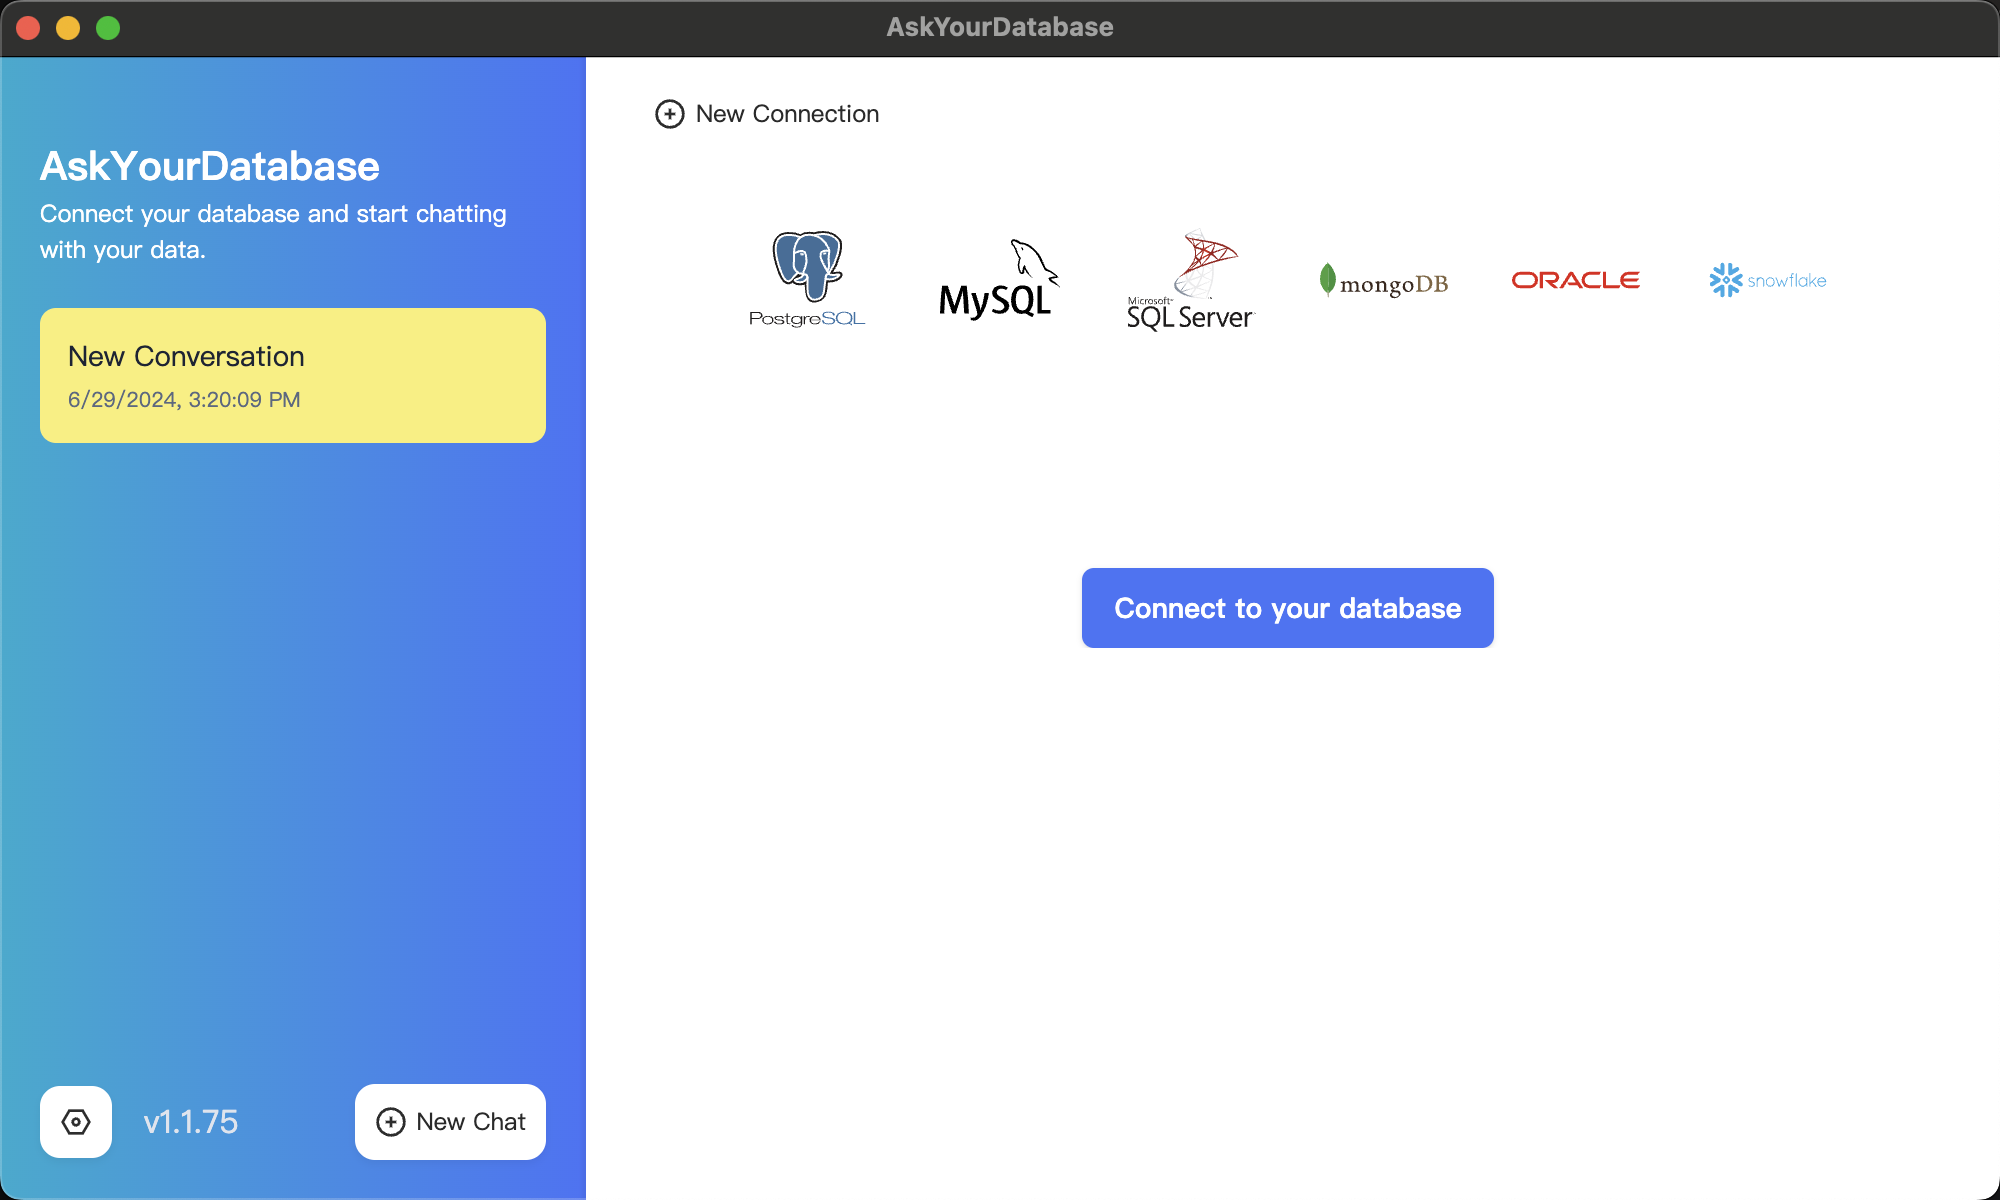 AskYourDatabase
AskYourDatabase
Connect your database and start chatting
with your data.
New Conversation
6/29/2024, 3:20:09 PM
v1.1.75
New Chat
New Connection
PostgreSQL
MySQL
Microsoft
SQL Server
mongoDB
ORACLE
snowflake
Connect to your database